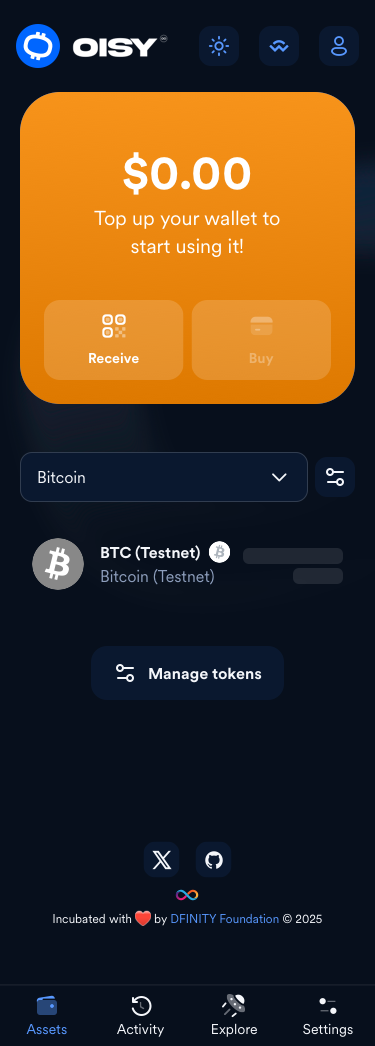 OISY
$0.00
Top up your wallet to
start using it!
Receive
Buy
Bitcoin
BTC (Testnet)
Bitcoin (Testnet)
Manage tokens
Incubated with ❤️ by DFINITY Foundation © 2025
Assets
Activity
Explore
Settings